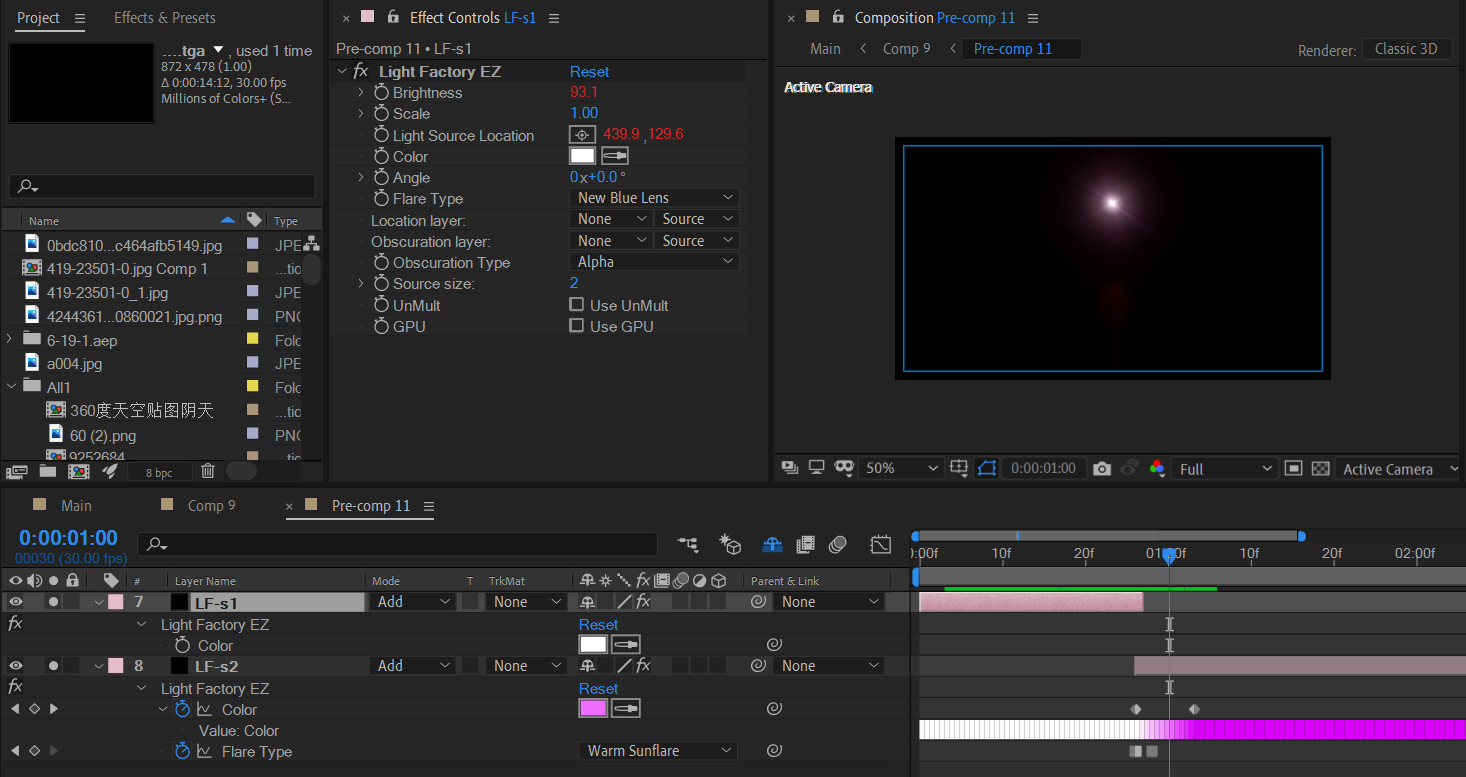 Project
Effects & Presets
....tga , used 1 time
872 x 478 (1.00)
Δ 0:00:14:12, 30.00 fps
Millions of Colors+ (S...
Name
Type
0bdc810...c464afb5149.jpg JPE
419-23501-0.jpg Comp 1 ...tio
419-23501-0_1.jpg JPE
4244361...0860021.jpg.png PNC
6-19-1.aep Fold
a004.jpg JPE
All1 Fold
360度天空贴图阴天 ...tio
60 (2).png PNC
9252684 ...tio
8 bpc
Effect Controls LF-s1
Pre-comp 11 • LF-s1
fx Light Factory EZ Reset
Brightness 93.1
Scale 1.00
Light Source Location 439.9 ,129.6
Color
Angle 0x+0.0 °
Flare Type New Blue Lens
Location layer: None Source
Obscuration layer: None Source
Obscuration Type Alpha
Source size: 2
UnMult Use UnMult
GPU Use GPU
Composition Pre-comp 11
Main Comp 9 Pre-comp 11
Renderer: Classic 3D
Active Camera
50% 0:00:01:00 Full Active Camera
Main Comp 9 Pre-comp 11
0:00:01:00
00030 (30.00 fps)
:00f 10f 20f 01:00f 10f 20f 02:00f
# Layer Name Mode T TrkMat fx Parent & Link
7 LF-s1 Add None fx None
fx Light Factory EZ Reset
Color
8 LF-s2 Add None fx None
fx Light Factory EZ Reset
Color
Value: Color
Flare Type Warm Sunflare